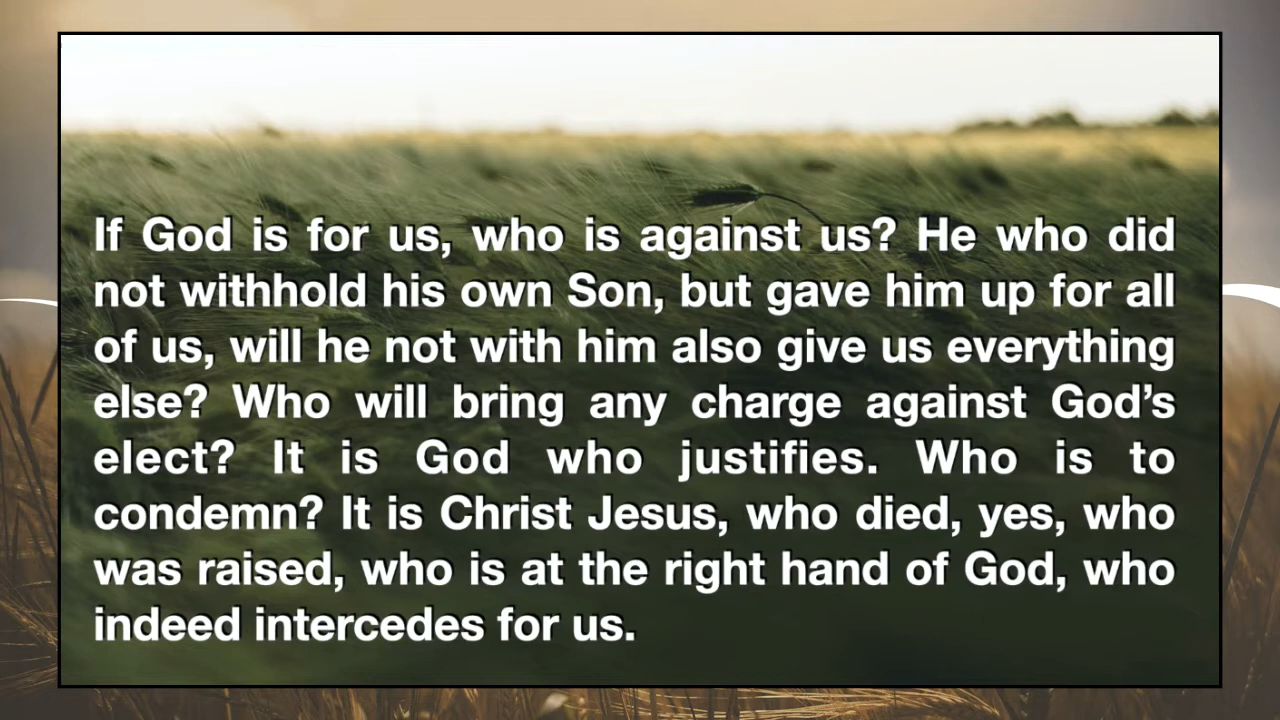 If God is for us, who is against us? He who did
not withhold his own Son, but gave him up for all
of us, will he not with him also give us everything
else? Who will bring any charge against God’s
elect? It is God who justifies. Who is to
condemn? It is Christ Jesus, who died, yes, who
was raised, who is at the right hand of God, who
indeed intercedes for us.